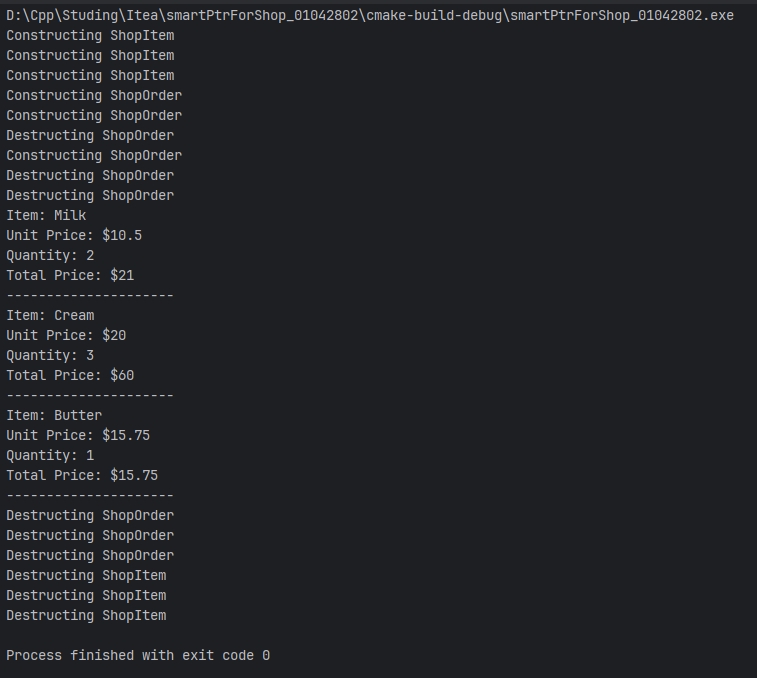 D:\Cpp\Studing\Itea\smartPtrForShop_01042802\cmake-build-debug\smartPtrForShop_01042802.exe
Constructing ShopItem
Constructing ShopItem
Constructing ShopItem
Constructing ShopOrder
Constructing ShopOrder
Destructing ShopOrder
Constructing ShopOrder
Destructing ShopOrder
Destructing ShopOrder
Item: Milk
Unit Price: $10.5
Quantity: 2
Total Price: $21
---------------------
Item: Cream
Unit Price: $20
Quantity: 3
Total Price: $60
---------------------
Item: Butter
Unit Price: $15.75
Quantity: 1
Total Price: $15.75
---------------------
Destructing ShopOrder
Destructing ShopOrder
Destructing ShopOrder
Destructing ShopItem
Destructing ShopItem
Destructing ShopItem
Process finished with exit code 0